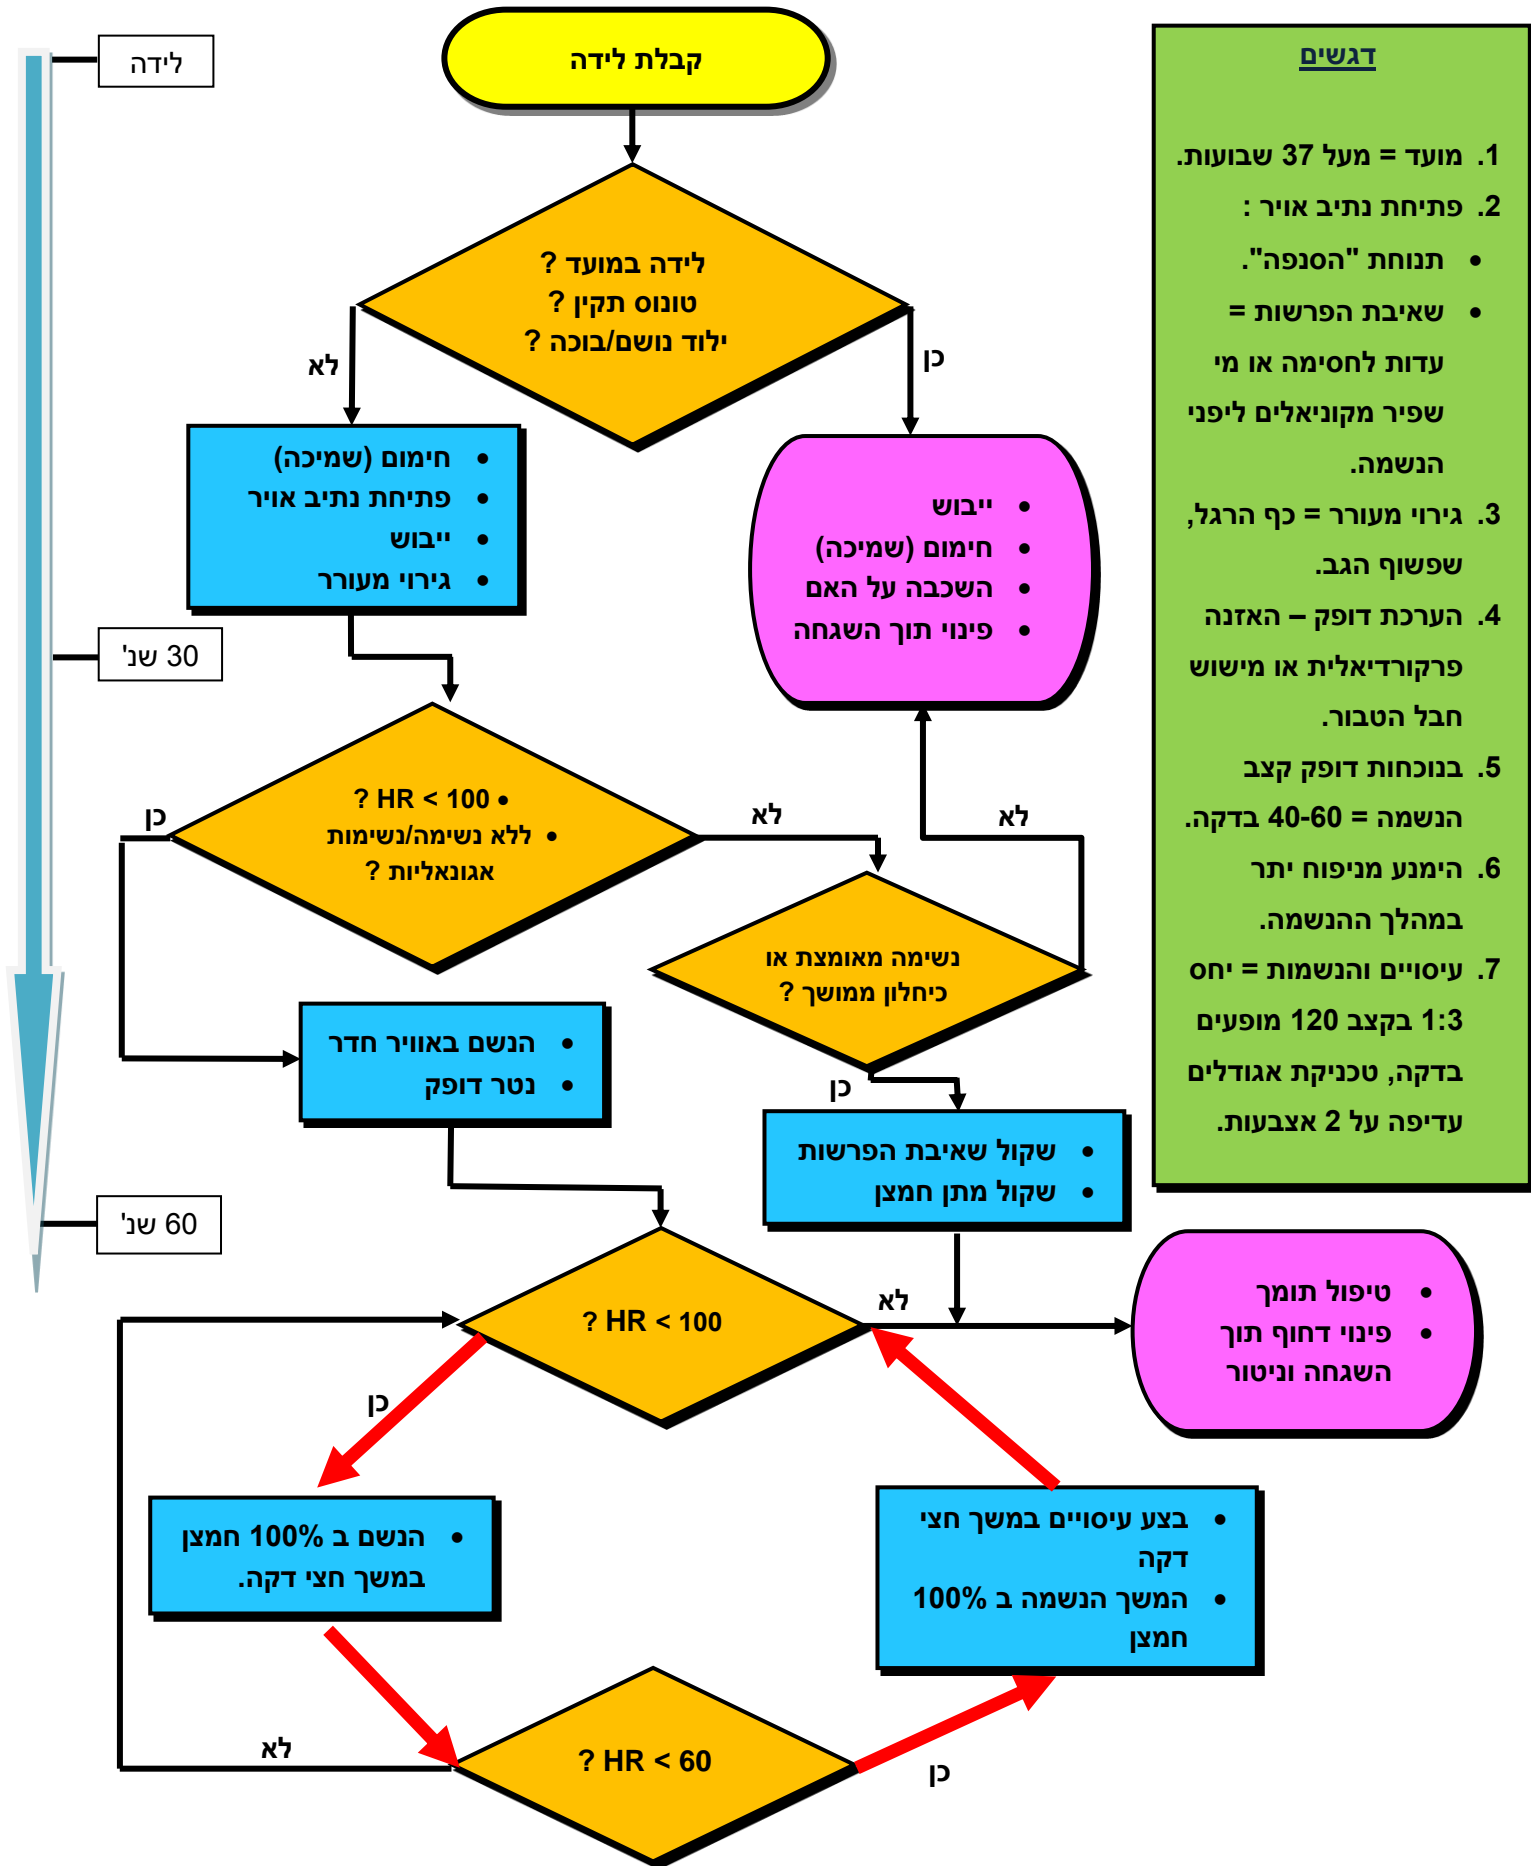 קבלת לידה
לידה
לידה במועד ?
טונוס תקין ?
ילוד נושם/בוכה ?
לא
כן
• חימום (שמיכה)
• פתיחת נתיב אויר
• ייבוש
• גירוי מעורר
• ייבוש
• חימום (שמיכה)
• השכבה על האם
• פינוי תוך השגחה
30 שנ'
• HR < 100 ?
• ללא נשימה/נשימות
אגונאליות ?
כן
לא
לא
נשימה מאומצת או
כיחלון ממושך ?
כן
• הנשם באוויר חדר
• נטר דופק
• שקול שאיבת הפרשות
• שקול מתן חמצן
60 שנ'
HR < 100 ?
לא
כן
• טיפול תומך
• פינוי דחוף תוך
השגחה וניטור
• הנשם ב 100% חמצן
במשך חצי דקה.
• בצע עיסויים במשך חצי
דקה
• המשך הנשמה ב 100%
חמצן
HR < 60 ?
לא
כן
דגשים
1. מועד = מעל 37 שבועות.
2. פתיחת נתיב אויר :
• תנוחת "הסנפה".
• שאיבת הפרשות =
עדות לחסימה או מי
שפיר מקוניאלים ליפני
הנשמה.
3. גירוי מעורר = כף הרגל,
שפשוף הגב.
4. הערכת דופק – האזנה
פרקורדיאלית או מישוש
חבל הטבור.
5. בנוכחות דופק קצב
הנשמה = 40-60 בדקה.
6. הימנע מניפוח יתר
במהלך ההנשמה.
7. עיסויים והנשמות = יחס
1:3 בקצב 120 מופעים
בדקה, טכניקת אגודלים
עדיפה על 2 אצבעות.